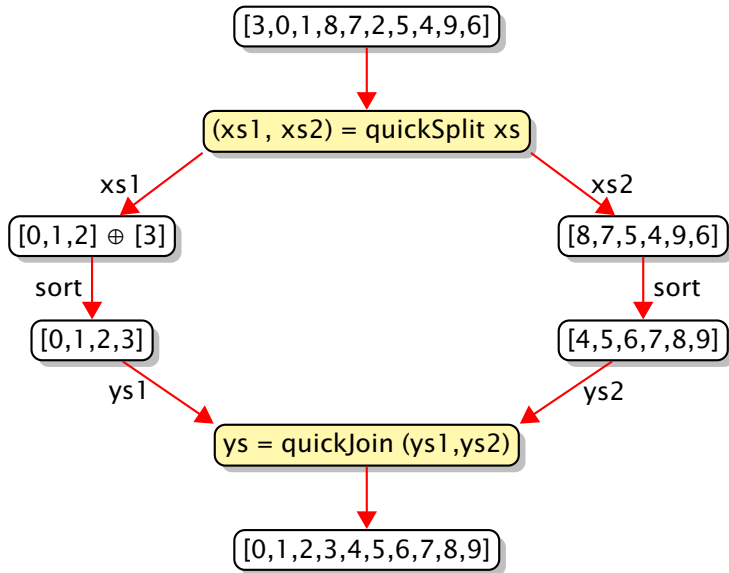 [3,0,1,8,7,2,5,4,9,6]
(xs1, xs2) = quickSplit xs
xs1
xs2
[0,1,2] ⊕ [3]
[8,7,5,4,9,6]
sort
sort
[0,1,2,3]
[4,5,6,7,8,9]
ys1
ys2
ys = quickJoin (ys1,ys2)
[0,1,2,3,4,5,6,7,8,9]